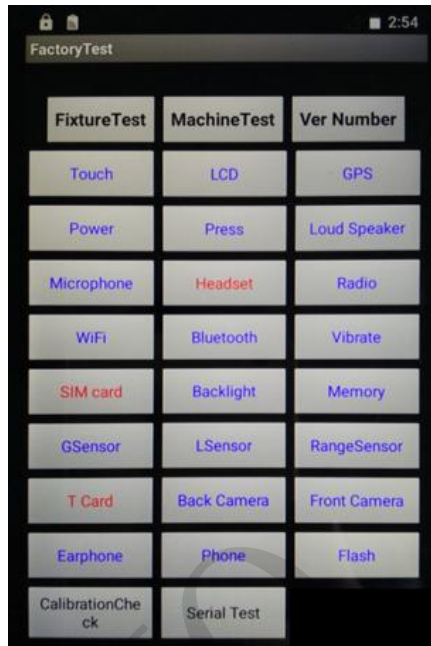 2:54
FactoryTest
FixtureTest MachineTest Ver Number
Touch LCD GPS
Power Press Loud Speaker
Microphone Headset Radio
WiFi Bluetooth Vibrate
SIM card Backlight Memory
GSensor LSensor RangeSensor
T Card Back Camera Front Camera
Earphone Phone Flash
CalibrationChe
ck Serial Test